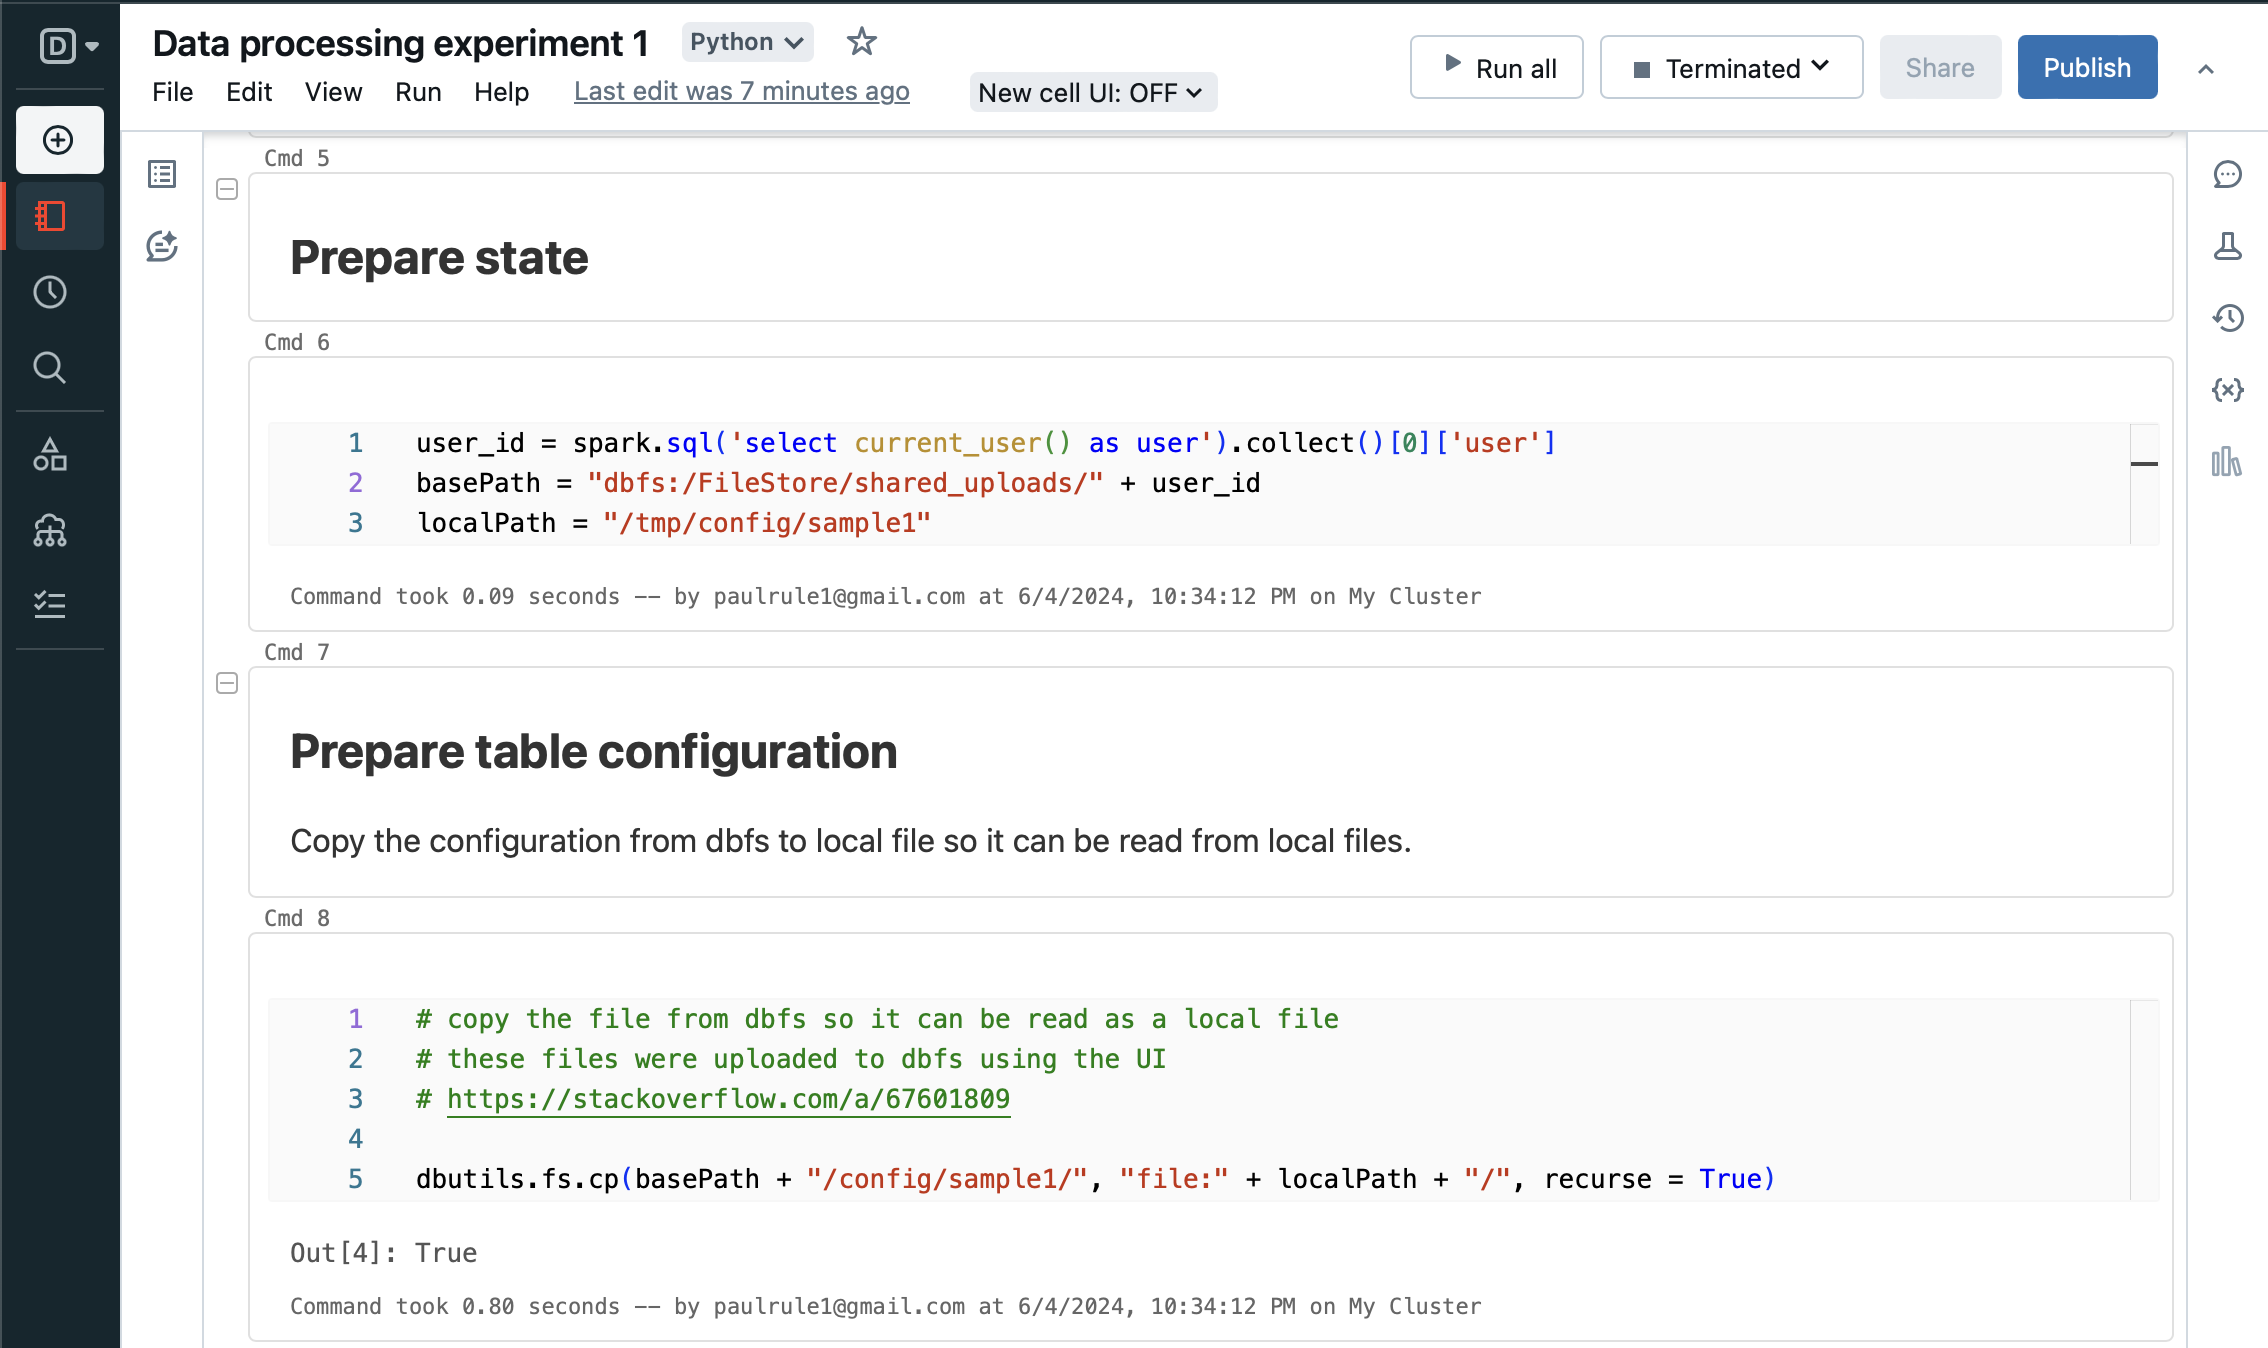 D
Data processing experiment 1 Python
File Edit View Run Help Last edit was 7 minutes ago New cell UI: OFF
Run all Terminated Share Publish
Cmd 5
Prepare state
Cmd 6
1 user_id = spark.sql('select current_user() as user').collect()[0]['user']
2 basePath = "dbfs:/FileStore/shared_uploads/" + user_id
3 localPath = "/tmp/config/sample1"
Command took 0.09 seconds -- by paulrule1@gmail.com at 6/4/2024, 10:34:12 PM on My Cluster
Cmd 7
Prepare table configuration
Copy the configuration from dbfs to local file so it can be read from local files.
Cmd 8
1 # copy the file from dbfs so it can be read as a local file
2 # these files were uploaded to dbfs using the UI
3 # https://stackoverflow.com/a/67601809
4
5 dbutils.fs.cp(basePath + "/config/sample1/", "file:" + localPath + "/", recurse = True)
Out[4]: True
Command took 0.80 seconds -- by paulrule1@gmail.com at 6/4/2024, 10:34:12 PM on My Cluster